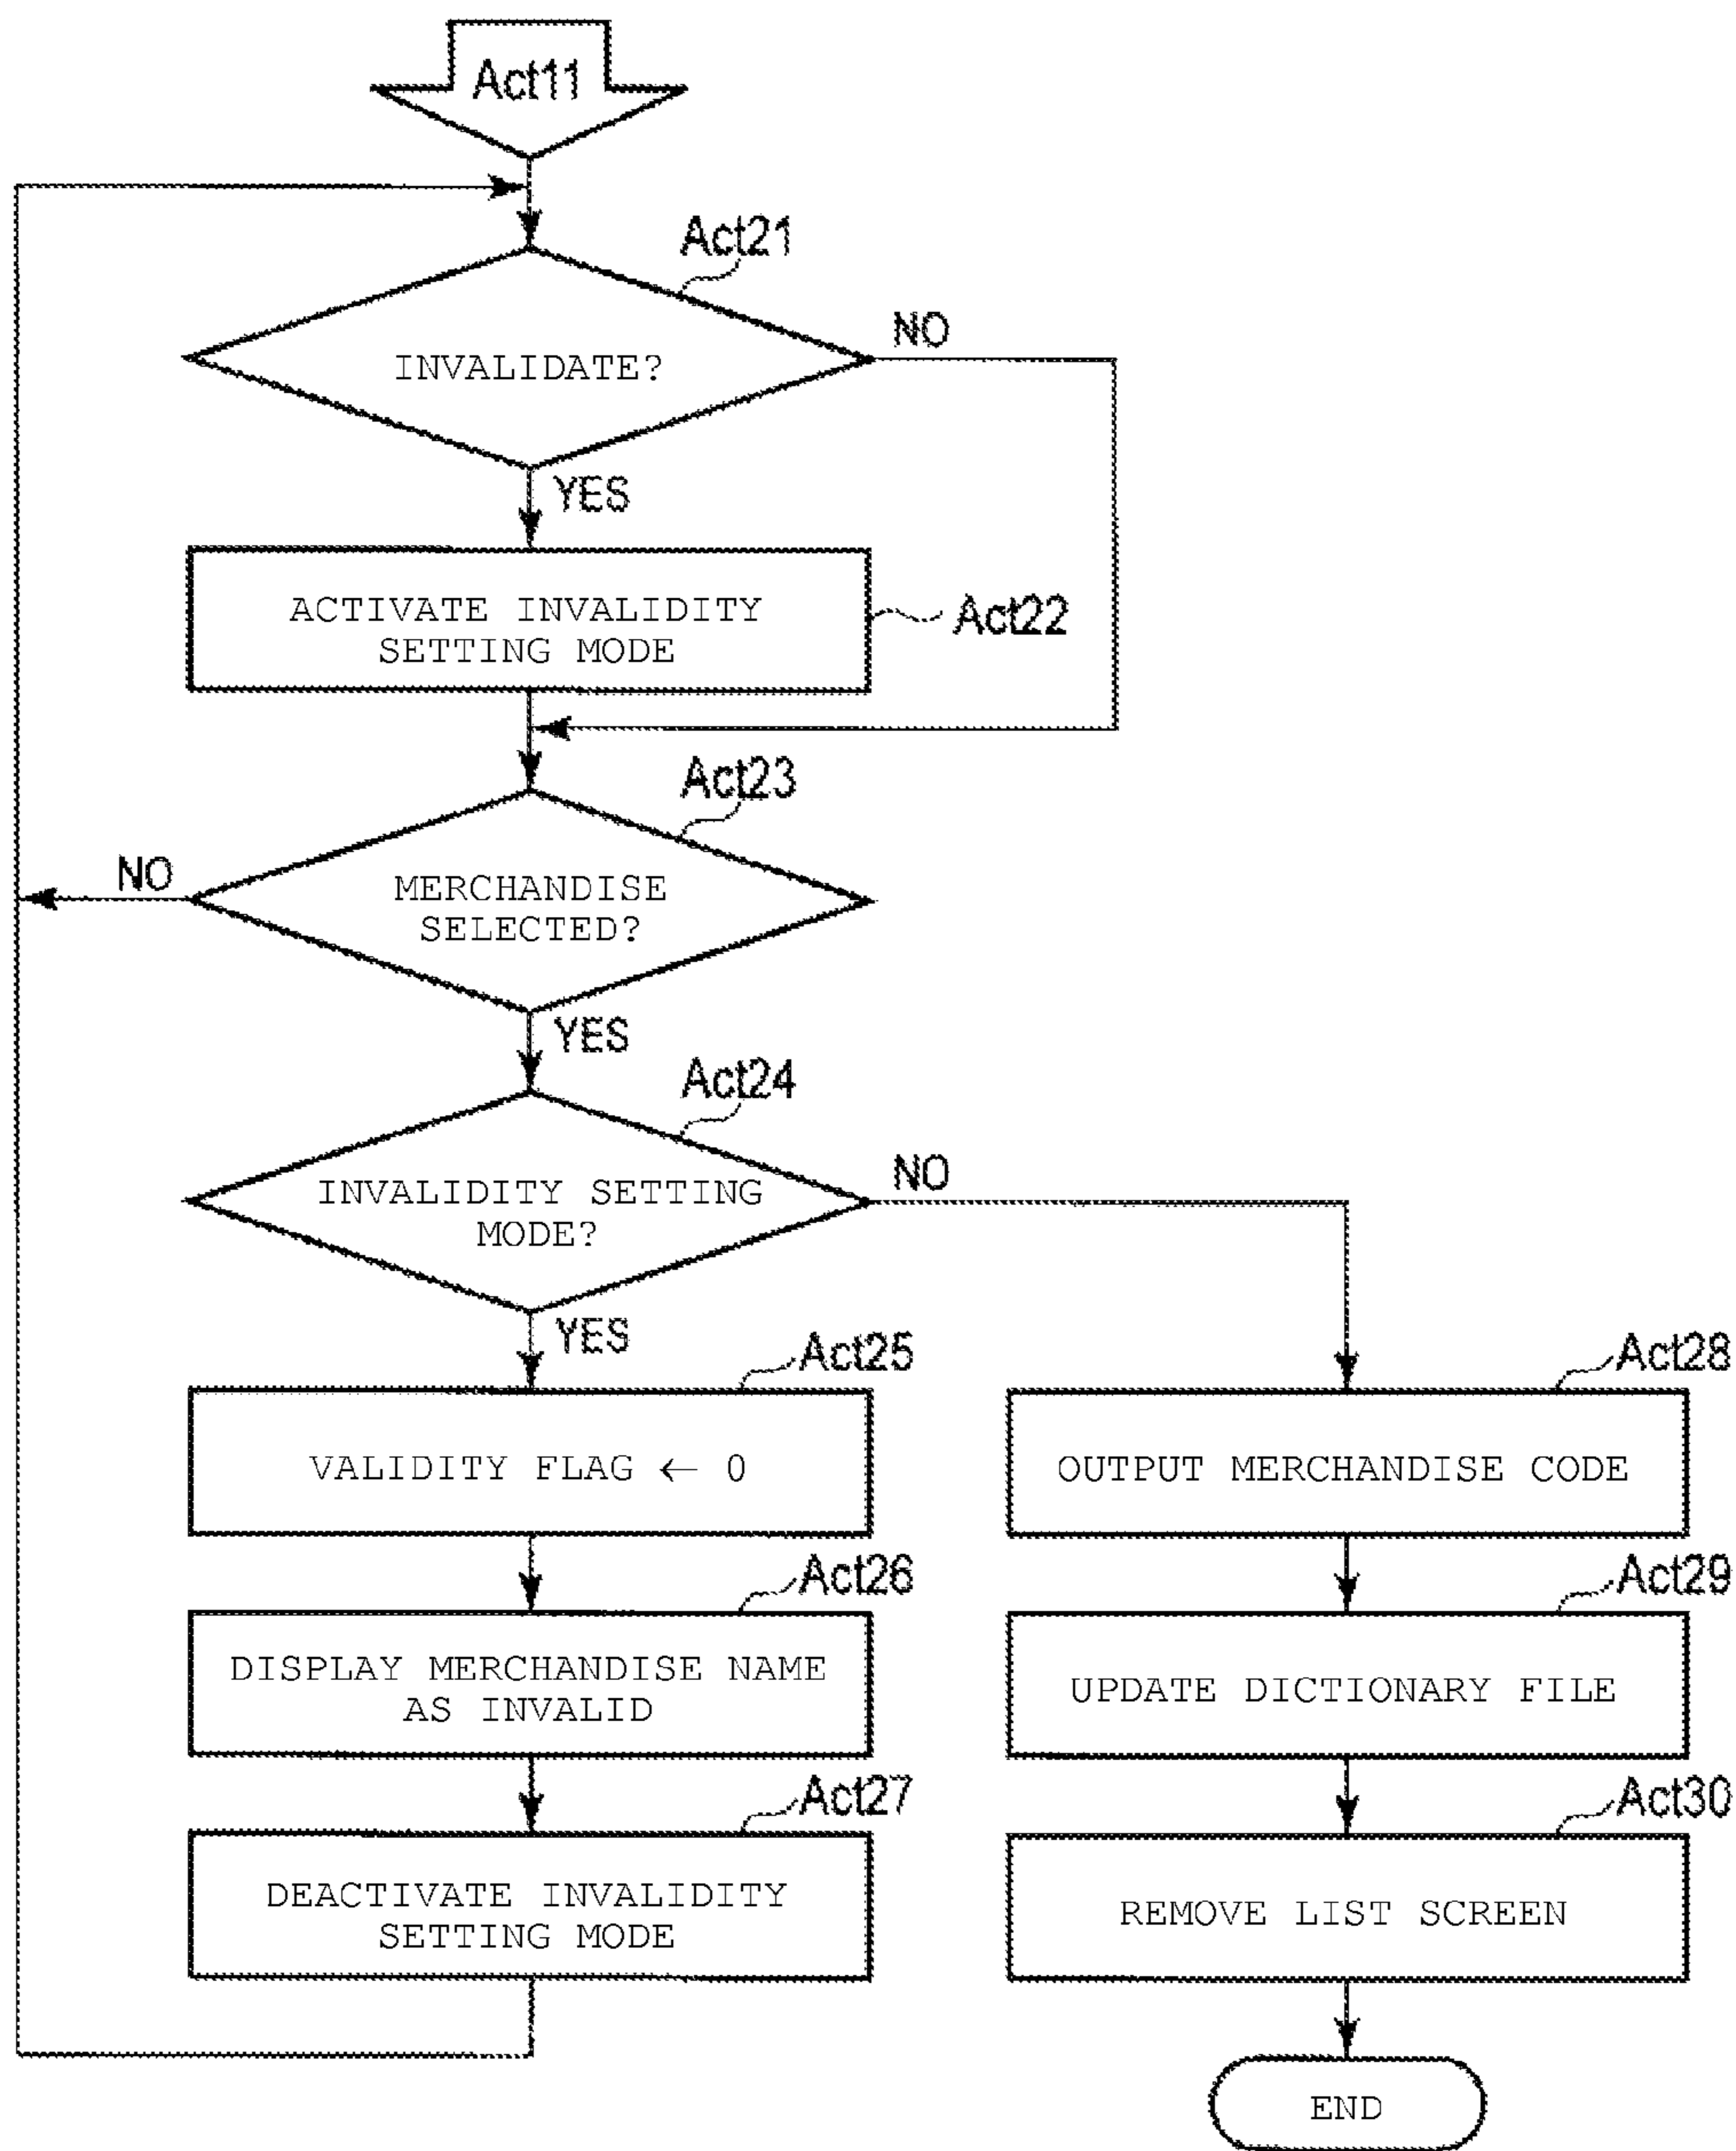 Act11
Act21
INVALIDATE?
NO
YES
ACTIVATE INVALIDITY
SETTING MODE
Act22
Act23
MERCHANDISE
SELECTED?
NO
YES
Act24
INVALIDITY SETTING
MODE?
NO
YES
Act25
VALIDITY FLAG ← 0
Act26
DISPLAY MERCHANDISE NAME
AS INVALID
Act27
DEACTIVATE INVALIDITY
SETTING MODE
Act28
OUTPUT MERCHANDISE CODE
Act29
UPDATE DICTIONARY FILE
Act30
REMOVE LIST SCREEN
END